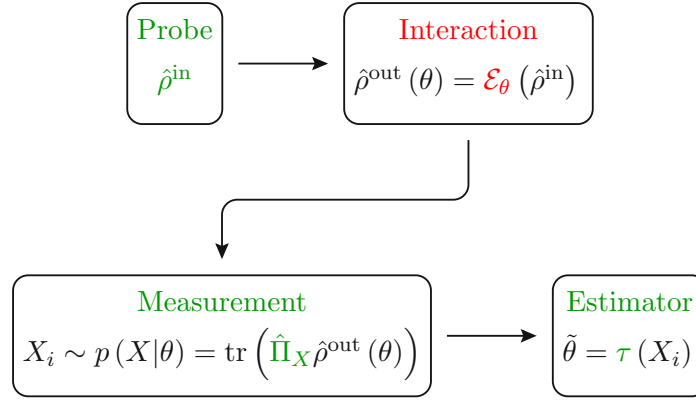 Probe
ρ̂ⁱⁿ
Interaction
ρ̂ᵒᵘᵗ (θ) = ℰ_θ (ρ̂ⁱⁿ)
Measurement
X_i ∼ p (X|θ) = tr (Π̂_X ρ̂ᵒᵘᵗ (θ))
Estimator
θ̃ = τ (X_i)